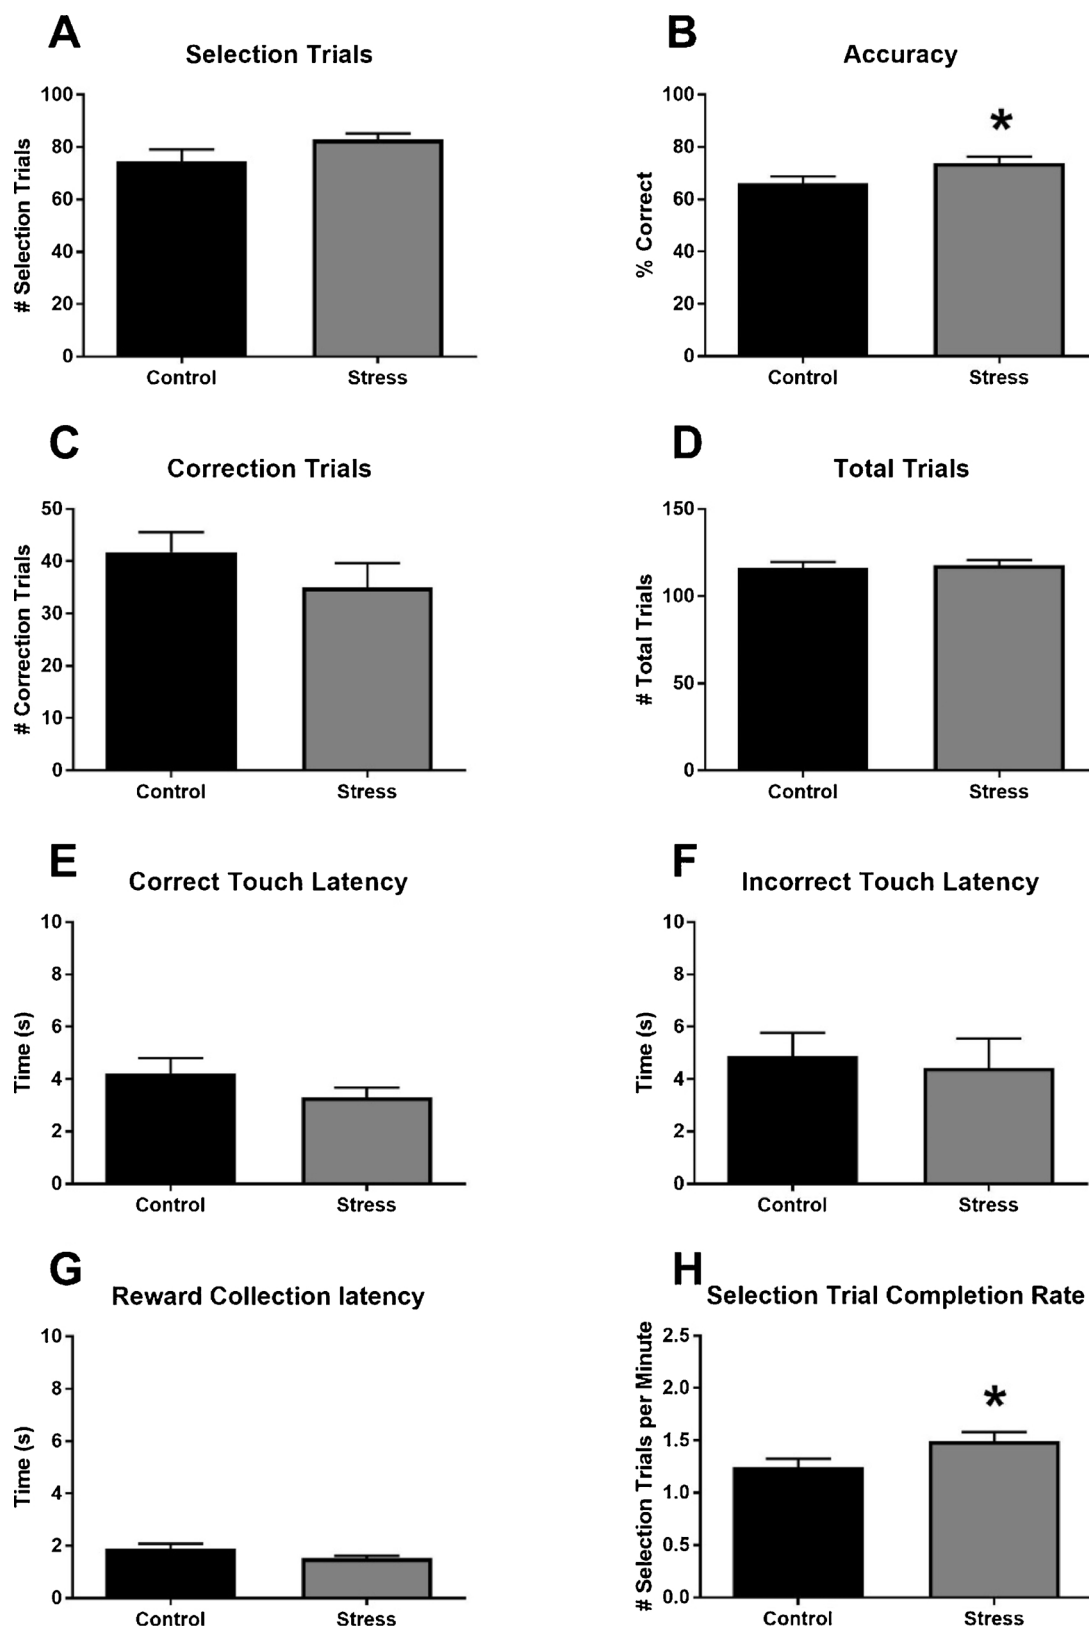 A
Selection Trials
# Selection Trials
100
80
60
40
20
0
Control Stress
B
Accuracy
% Correct
100
80
60
40
20
0
*
Control Stress
C
Correction Trials
# Correction Trials
50
40
30
20
10
0
Control Stress
D
Total Trials
# Total Trials
150
100
50
0
Control Stress
E
Correct Touch Latency
Time (s)
10
8
6
4
2
0
Control Stress
F
Incorrect Touch Latency
Time (s)
10
8
6
4
2
0
Control Stress
G
Reward Collection latency
Time (s)
10
8
6
4
2
0
Control Stress
H
Selection Trial Completion Rate
# Selection Trials per Minute
2.5
2.0
1.5
1.0
0.5
0.0
*
Control Stress